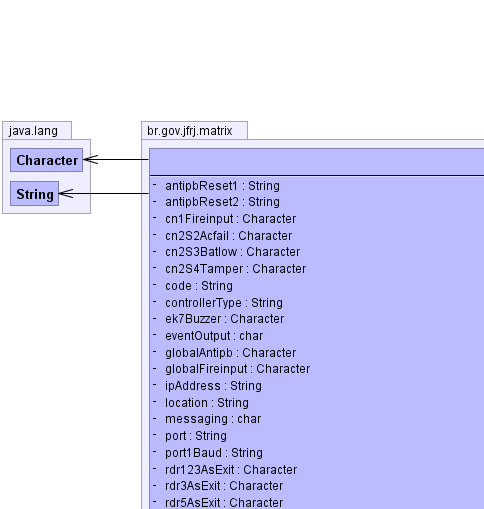 java.lang
br.gov.jfrj.matrix
Character
String
- antipbReset1 : String
- antipbReset2 : String
- cn1Fireinput : Character
- cn2S2Acfail : Character
- cn2S3Batlow : Character
- cn2S4Tamper : Character
- code : String
- controllerType : String
- ek7Buzzer : Character
- eventOutput : char
- globalAntipb : Character
- globalFireinput : Character
- ipAddress : String
- location : String
- messaging : char
- port : String
- port1Baud : String
- rdr123AsExit : Character
- rdr3AsExit : Character
- rdr5AsExit : Character